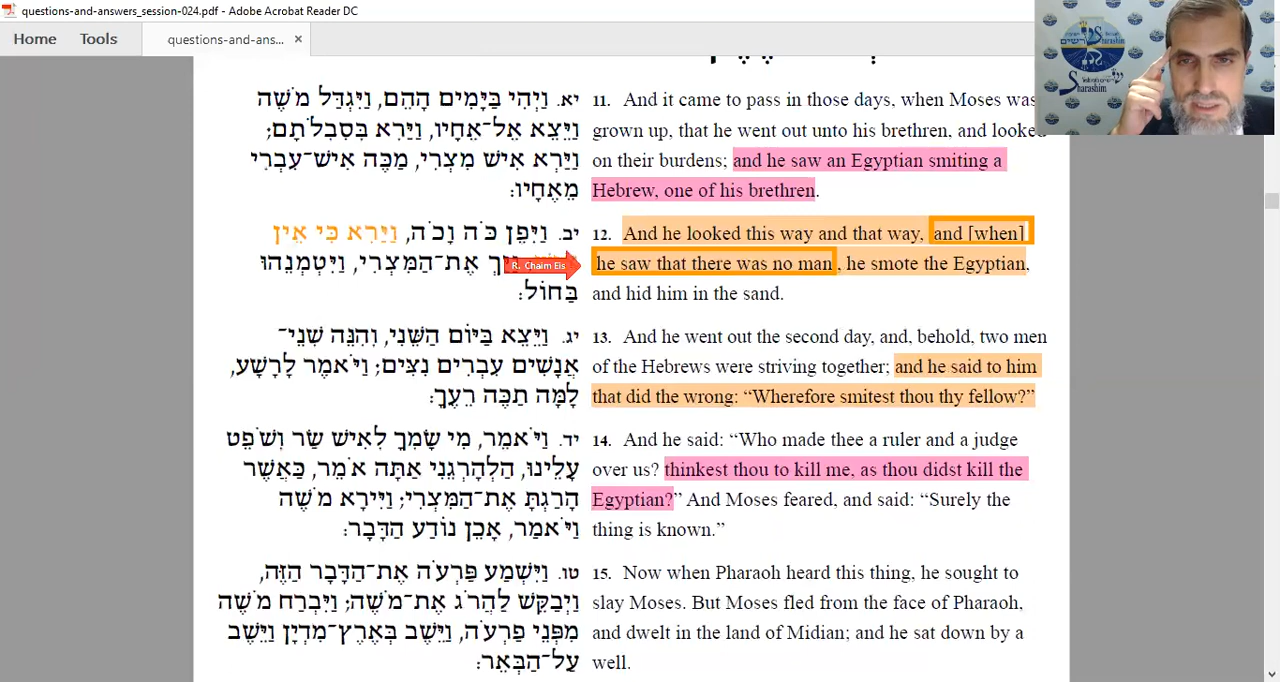 questions-and-answers_session-024.pdf - Adobe Acrobat Reader DC
Home Tools questions-and-ans... ×
Sharashim
שרשים
Sharashim
יא. וַיְהִי בַּיָּמִים הָהֵם, וַיִּגְדַּל מֹשֶׁה
וַיֵּצֵא אֶל־אֶחָיו, וַיַּרְא בְּסִבְלֹתָם;
וַיַּרְא אִישׁ מִצְרִי, מַכֶּה אִישׁ־עִבְרִי
מֵאֶחָיו:
11. And it came to pass in those days, when Moses was
grown up, that he went out unto his brethren, and looked
on their burdens; and he saw an Egyptian smiting a
Hebrew, one of his brethren.
יב. וַיִּפֶן כֹּה וָכֹה, וַיַּרְא כִּי אֵין
וַיַּךְ אֶת־הַמִּצְרִי, וַיִּטְמְנֵהוּ
בַּחוֹל:
R. Chaim Eis
12. And he looked this way and that way, and [when]
he saw that there was no man, he smote the Egyptian,
and hid him in the sand.
יג. וַיֵּצֵא בַּיּוֹם הַשֵּׁנִי, וְהִנֵּה שְׁנֵי־
אֲנָשִׁים עִבְרִים נִצִּים; וַיֹּאמֶר לָרָשָׁע,
לָמָּה תַכֶּה רֵעֶךָ:
13. And he went out the second day, and, behold, two men
of the Hebrews were striving together; and he said to him
that did the wrong: “Wherefore smitest thou thy fellow?”
יד. וַיֹּאמֶר, מִי שָׂמְךָ לְאִישׁ שַׂר וְשֹׁפֵט
עָלֵינוּ, הַלְהָרְגֵנִי אַתָּה אֹמֵר, כַּאֲשֶׁר
הָרַגְתָּ אֶת־הַמִּצְרִי; וַיִּירָא מֹשֶׁה
וַיֹּאמַר, אָכֵן נוֹדַע הַדָּבָר:
14. And he said: “Who made thee a ruler and a judge
over us? thinkest thou to kill me, as thou didst kill the
Egyptian?” And Moses feared, and said: “Surely the
thing is known.”
טו. וַיִּשְׁמַע פַּרְעֹה אֶת־הַדָּבָר הַזֶּה,
וַיְבַקֵּשׁ לַהֲרֹג אֶת־מֹשֶׁה; וַיִּבְרַח מֹשֶׁה
מִפְּנֵי פַרְעֹה, וַיֵּשֶׁב בְּאֶרֶץ־מִדְיָן וַיֵּשֶׁב
עַל־הַבְּאֵר:
15. Now when Pharaoh heard this thing, he sought to
slay Moses. But Moses fled from the face of Pharaoh,
and dwelt in the land of Midian; and he sat down by a
well.